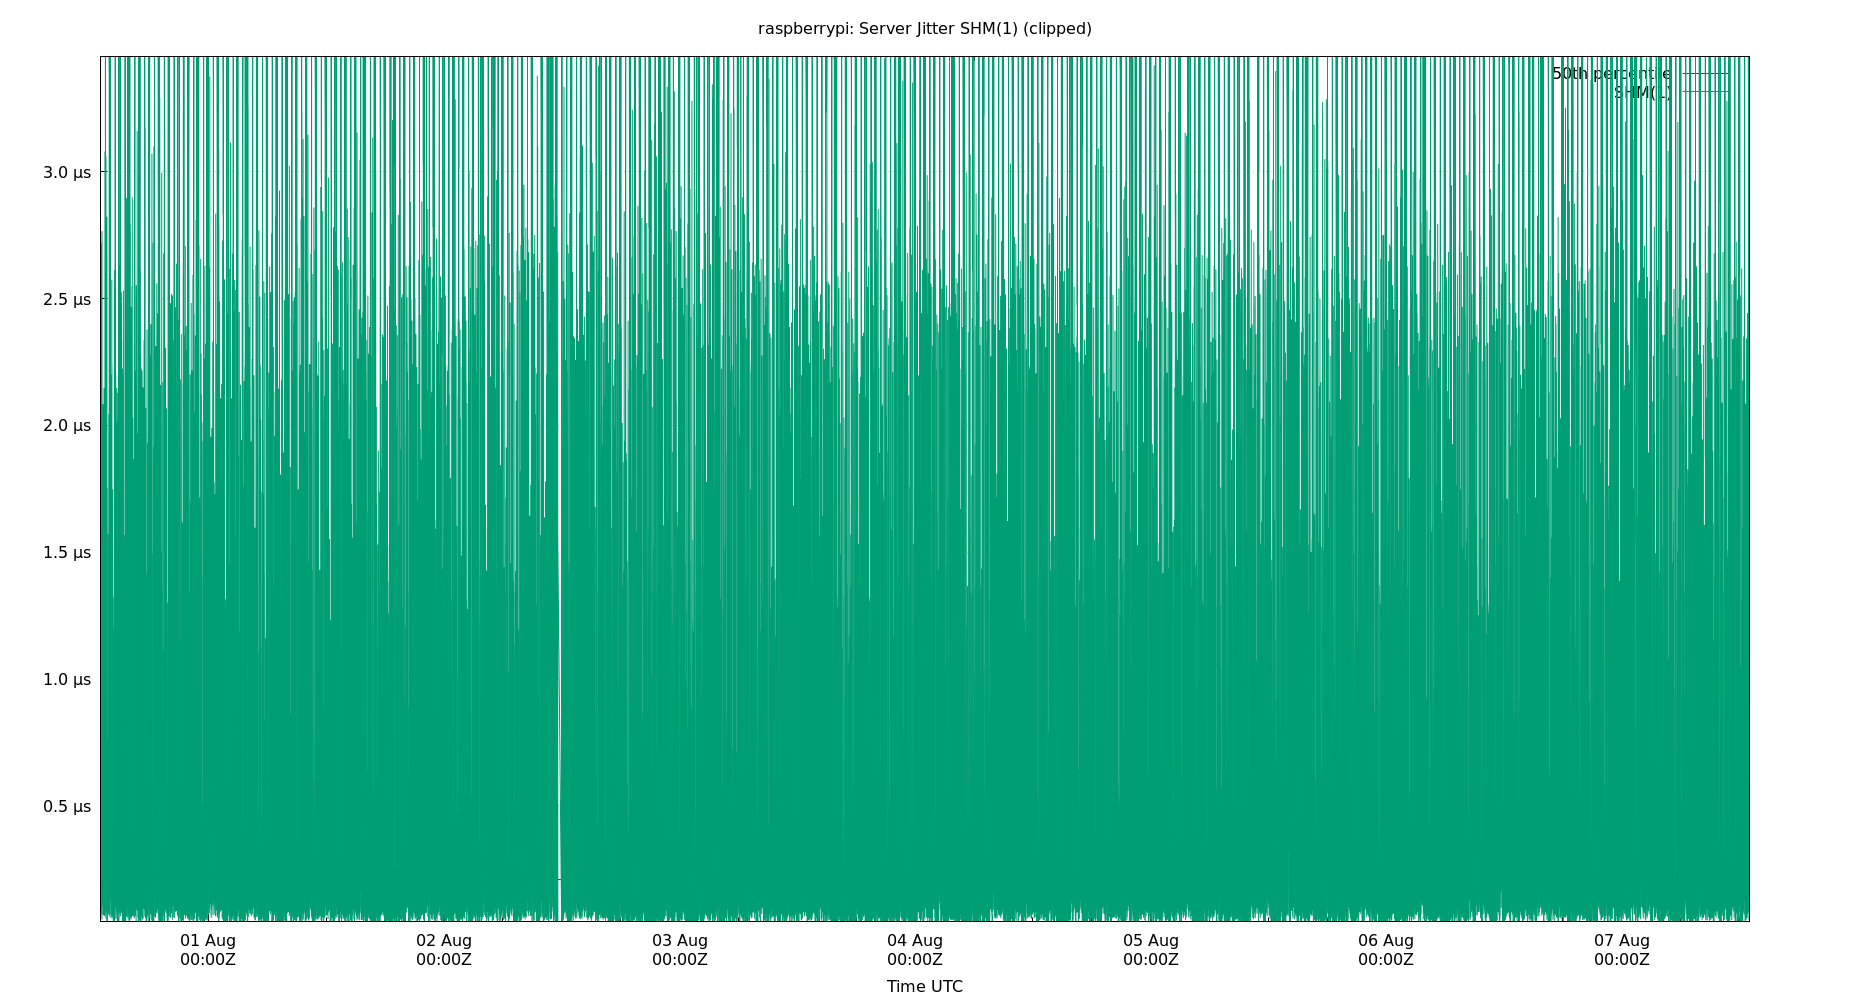 raspberrypi: Server Jitter SHM(1) (clipped)
50th percentile
SHM(1)
3.0 µs
2.5 µs
2.0 µs
1.5 µs
1.0 µs
0.5 µs
01 Aug 02 Aug 03 Aug 04 Aug 05 Aug 06 Aug 07 Aug
00:00Z 00:00Z 00:00Z 00:00Z 00:00Z 00:00Z 00:00Z
Time UTC